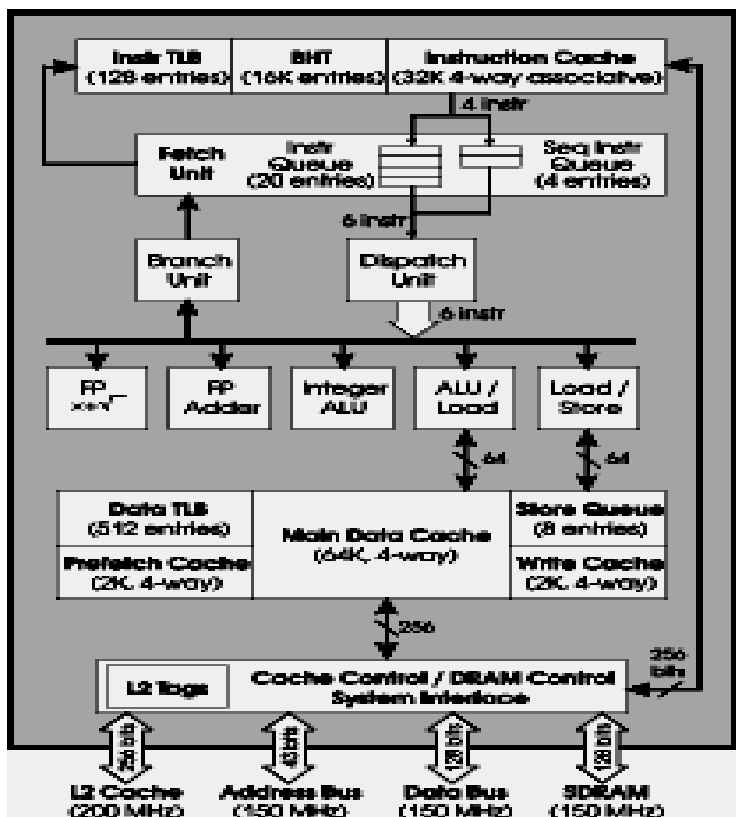 Instr TLB
(128 entries)
BHT
(16K entries)
Instruction Cache
(32K 4-way associative)
4 instr
Fetch
Unit
Instr
Queue
(20 entries)
Seq Instr
Queue
(4 entries)
6 instr
Branch
Unit
Dispatch
Unit
6 instr
FP
FP
Adder
Integer
ALU
ALU /
Load
Load /
Store
64
64
Data TLB
(512 entries)
Main Data Cache
(64K, 4-way)
Store Queue
(8 entries)
Prefetch Cache
(2K, 4-way)
Write Cache
(2K, 4-way)
256
256
bits
L2 Tags
Cache Control / DRAM Control
System Interface
256 bits
43 bits
128 bits
128 bits
L2 Cache
(200 MHz)
Address Bus
(150 MHz)
Data Bus
(150 MHz)
SDRAM
(150 MHz)